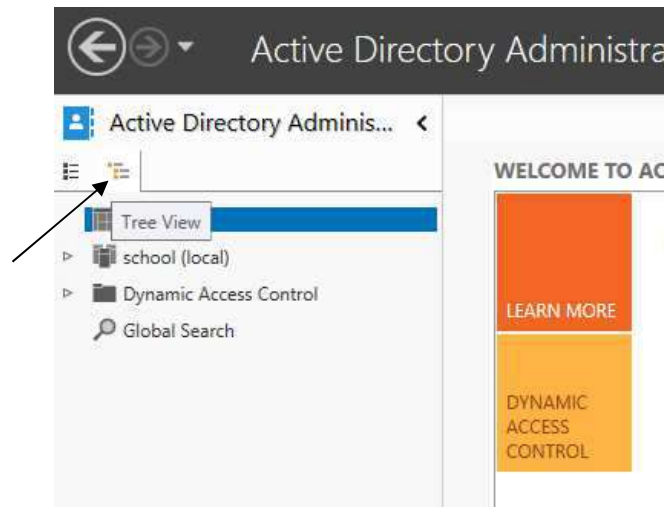 Active Directory Administra
Active Directory Adminis...
WELCOME TO AC
Tree View
school (local)
Dynamic Access Control
Global Search
LEARN MORE
DYNAMIC
ACCESS
CONTROL